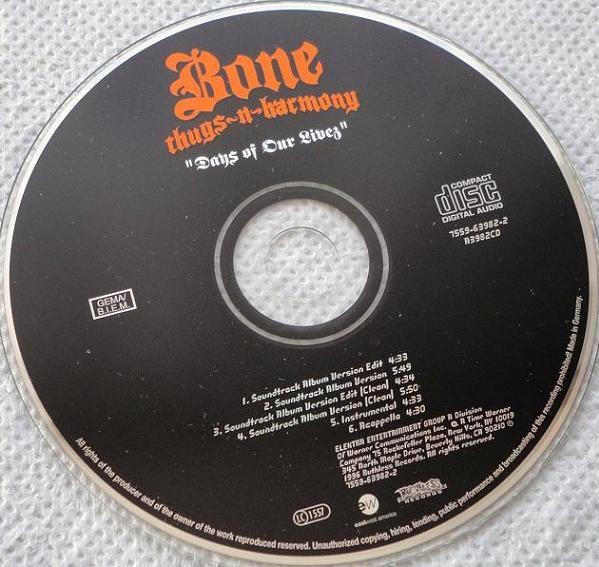 Bone
thugs~n~harmony
"Days of Our Livez"
COMPACT
disc
DIGITAL AUDIO
7559-63982-2
A3982CD
GEMA/
B.I.E.M.
1. Soundtrack Album Version Edit 4:33
2. Soundtrack Album Version 5:49
3. Soundtrack Album Version Edit (Clean) 4:34
4. Soundtrack Album Version (Clean) 5:50
5. Instrumental 4:33
6. Acappella 4:30
ELEKTRA ENTERTAINMENT GROUP A Division
Of Warner Communications Inc. A Time Warner
Company 75 Rockefeller Plaza, New York, NY 10019
345 North Maple Drive, Beverly Hills, CA 90210 ©
1996 Ruthless Records. All rights reserved.
7559-63982-2
LC 1557
ew
eastwest america
RUTHLESS
RECORDS
All rights of the producer and of the owner of the work reproduced reserved. Unauthorized copying, hiring, lending, public performance and broadcasting of this recording prohibited! Made in Germany.